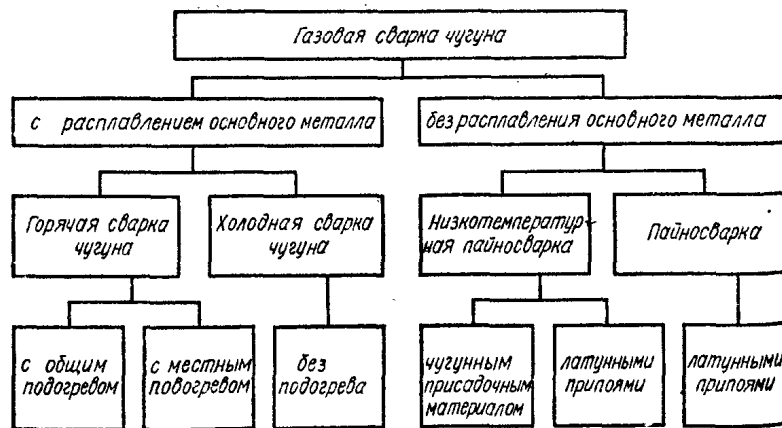 Газовая сварка чугуна
с расплавлением основного металла
без расплавления основного металла
Горячая сварка
чугуна
Холодная сварка
чугуна
Низкотемператур-
ная пайносварка
Пайносварка
с общим
подогревом
с местным
подогревом
без
подогрева
чугунным
присадочным
материалом
латунными
припоями
латунными
припоями